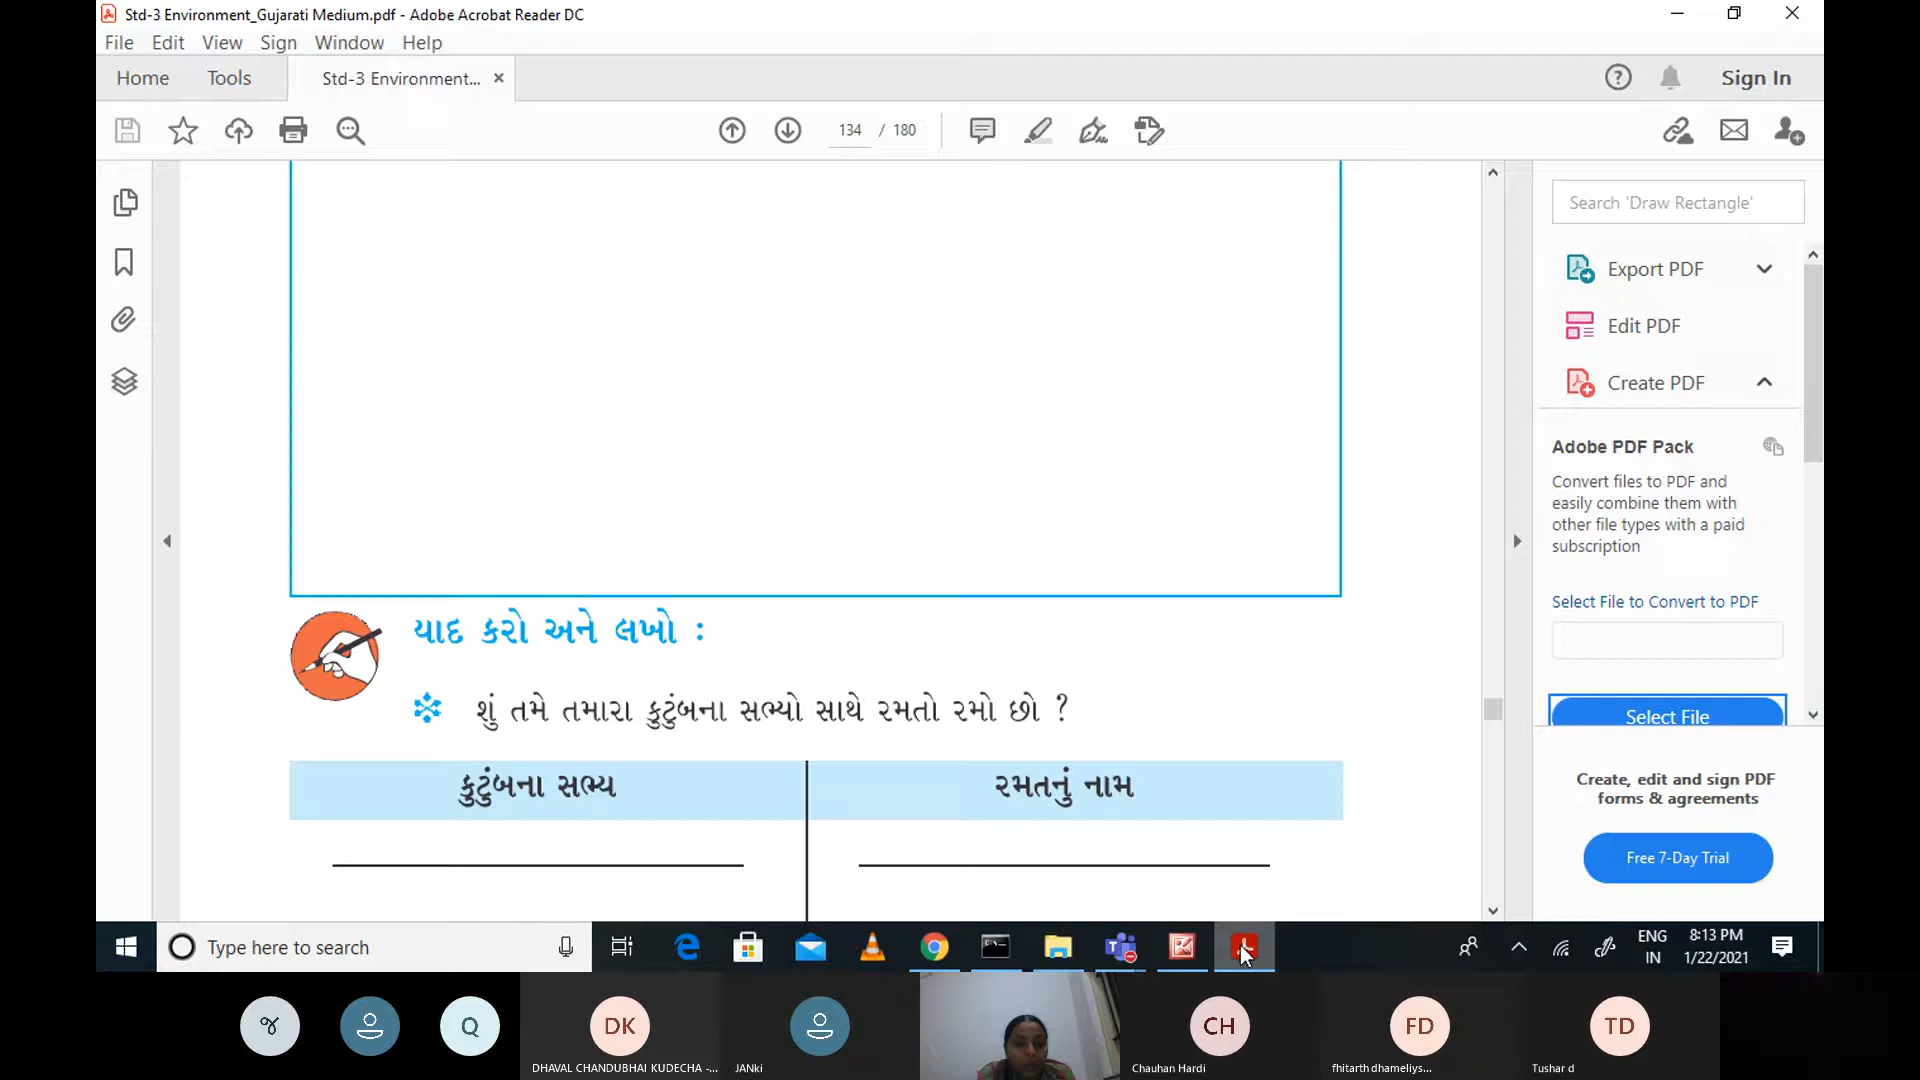 Std-3 Environment_Gujarati Medium.pdf - Adobe Acrobat Reader DC
File Edit View Sign Window Help
Home Tools Std-3 Environment... × Sign In
134 / 180
Search 'Draw Rectangle'
Export PDF
Edit PDF
Create PDF
Adobe PDF Pack
Convert files to PDF and
easily combine them with
other file types with a paid
subscription
Select File to Convert to PDF
Select File
Create, edit and sign PDF
forms & agreements
Free 7-Day Trial
યાદ કરો અને લખો :
શું તમે તમારા કુટુંબના સભ્યો સાથે રમતો રમો છો ?
કુટુંબના સભ્ય રમતનું નામ
Type here to search
ENG
IN
8:13 PM
1/22/2021
Q DK CH FD TD
DHAVAL CHANDUBHAI KUDECHA -... JANki Chauhan Hardi fhitarth dhameliys... Tushar d